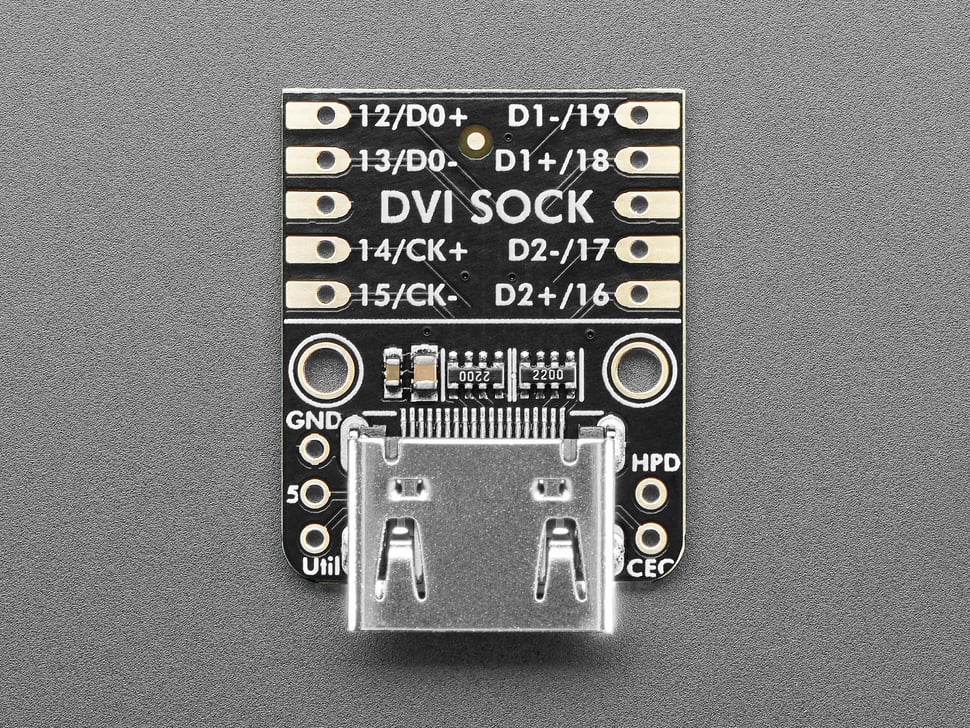 12/D0+ D1-/19
13/D0- D1+/18
DVI SOCK
14/CK+ D2-/17
15/CK- D2+/16
2200 2200
GND
HPD
5
Util CEC